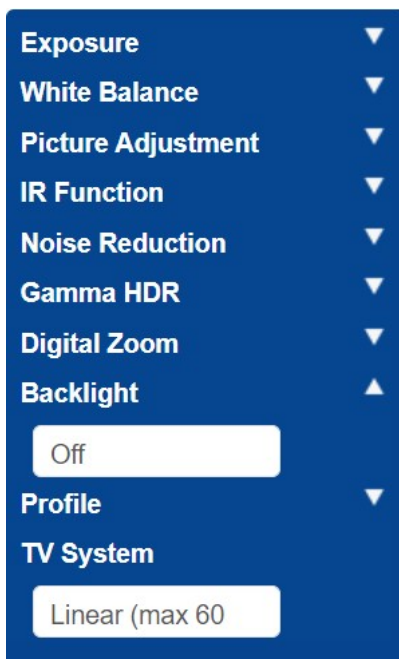 Exposure
White Balance
Picture Adjustment
IR Function
Noise Reduction
Gamma HDR
Digital Zoom
Backlight
Off
Profile
TV System
Linear (max 60